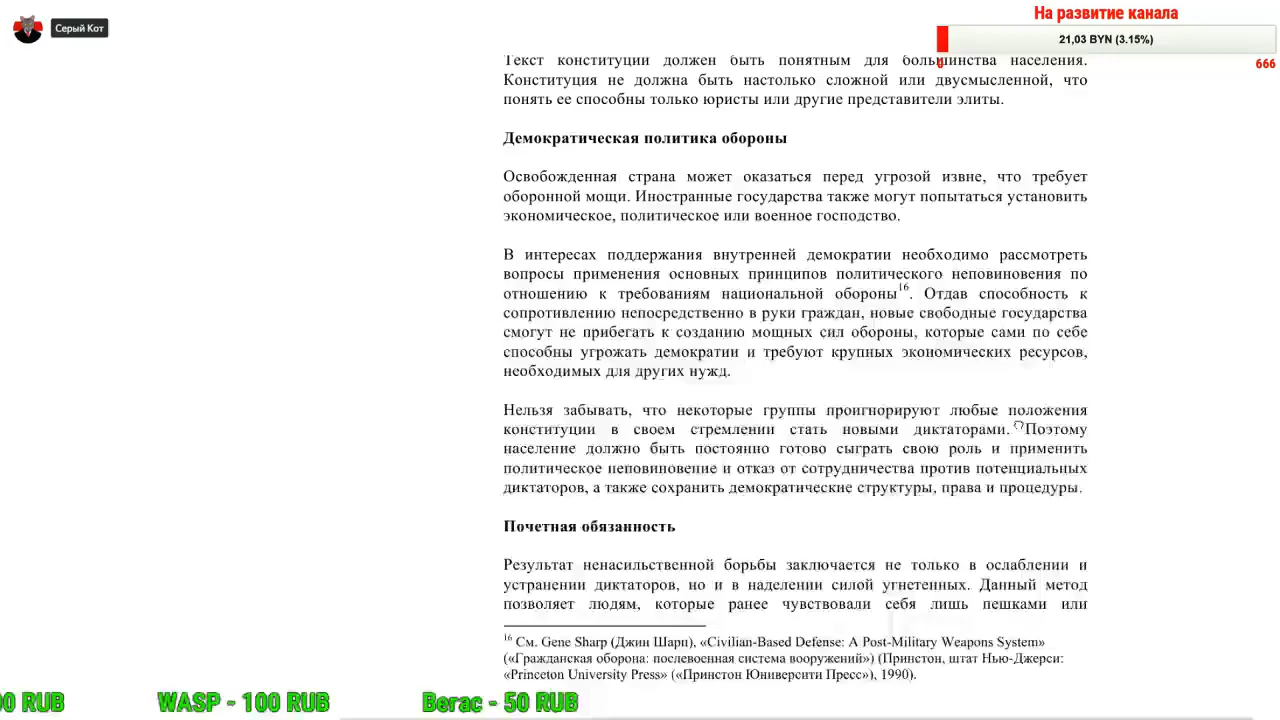 Серый Кот
На развитие канала
21,03 BYN (3.15%)
0
666
Текст конституции должен быть понятным для большинства населения.
Конституция не должна быть настолько сложной или двусмысленной, что
понять ее способны только юристы или другие представители элиты.
Демократическая политика обороны
Освобожденная страна может оказаться перед угрозой извне, что требует
оборонной мощи. Иностранные государства также могут попытаться установить
экономическое, политическое или военное господство.
В интересах поддержания внутренней демократии необходимо рассмотреть
вопросы применения основных принципов политического неповиновения по
отношению к требованиям национальной обороны16. Отдав способность к
сопротивлению непосредственно в руки граждан, новые свободные государства
смогут не прибегать к созданию мощных сил обороны, которые сами по себе
способны угрожать демократии и требуют крупных экономических ресурсов,
необходимых для других нужд.
Нельзя забывать, что некоторые группы проигнорируют любые положения
конституции в своем стремлении стать новыми диктаторами. Поэтому
население должно быть постоянно готово сыграть свою роль и применить
политическое неповиновение и отказ от сотрудничества против потенциальных
диктаторов, а также сохранить демократические структуры, права и процедуры.
Почетная обязанность
Результат ненасильственной борьбы заключается не только в ослаблении и
устранении диктаторов, но и в наделении силой угнетенных. Данный метод
позволяет людям, которые ранее чувствовали себя лишь пешками или
16 См. Gene Sharp (Джин Шарп), «Civilian-Based Defense: A Post-Military Weapons System»
(«Гражданская оборона: послевоенная система вооружений») (Принстон, штат Нью-Джерси:
«Princeton University Press» («Принстон Юниверсити Пресс»), 1990).
0 RUB WASP - 100 RUB Вегас - 50 RUB